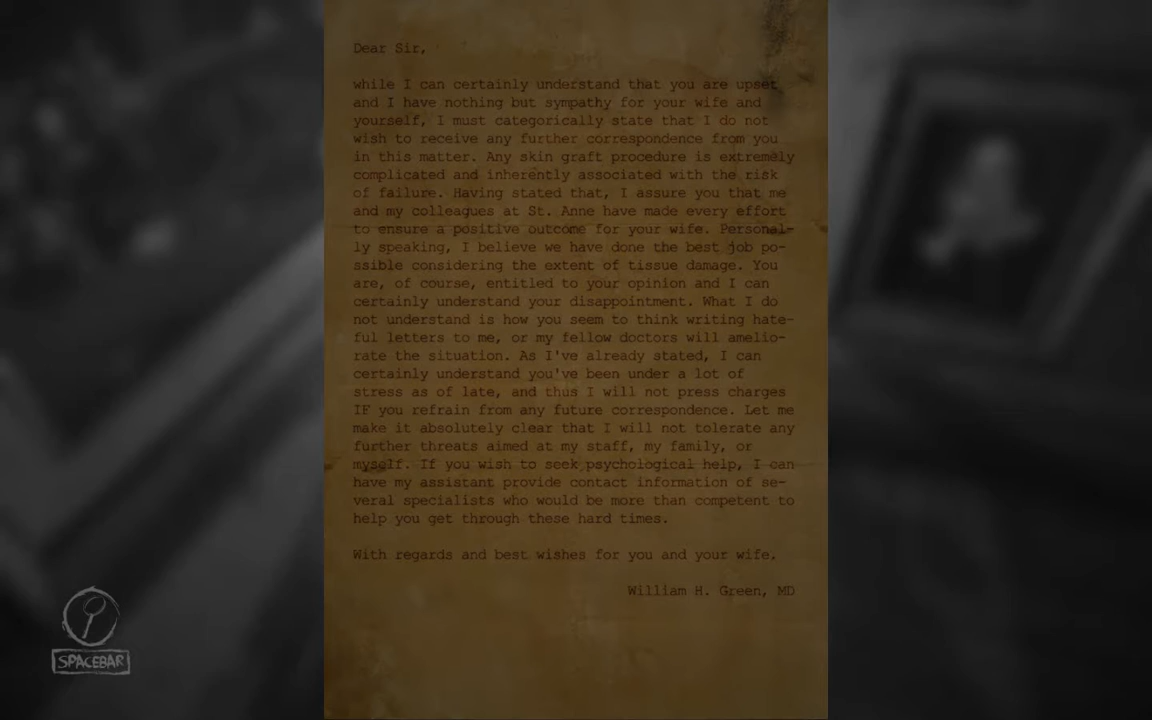 Dear Sir,
while I can certainly understand that you are upset
and I have nothing but sympathy for your wife and
yourself, I must categorically state that I do not
wish to receive any further correspondence from you
in this matter. Any skin graft procedure is extremely
complicated and inherently associated with the risk
of failure. Having stated that, I assure you that me
and my colleagues at St. Anne have made every effort
to ensure a positive outcome for your wife. Personal-
ly speaking, I believe we have done the best job po-
ssible considering the extent of tissue damage. You
are, of course, entitled to your opinion and I can
certainly understand your disappointment. What I do
not understand is how you seem to think writing hate-
ful letters to me, or my fellow doctors will amelio-
rate the situation. As I've already stated, I can
certainly understand you've been under a lot of
stress as of late, and thus I will not press charges
IF you refrain from any future correspondence. Let me
make it absolutely clear that I will not tolerate any
further threats aimed at my staff, my family, or
myself. If you wish to seek psychological help, I can
have my assistant provide contact information of se-
veral specialists who would be more than competent to
help you get through these hard times.
With regards and best wishes for you and your wife.
William H. Green, MD
SPACEBAR